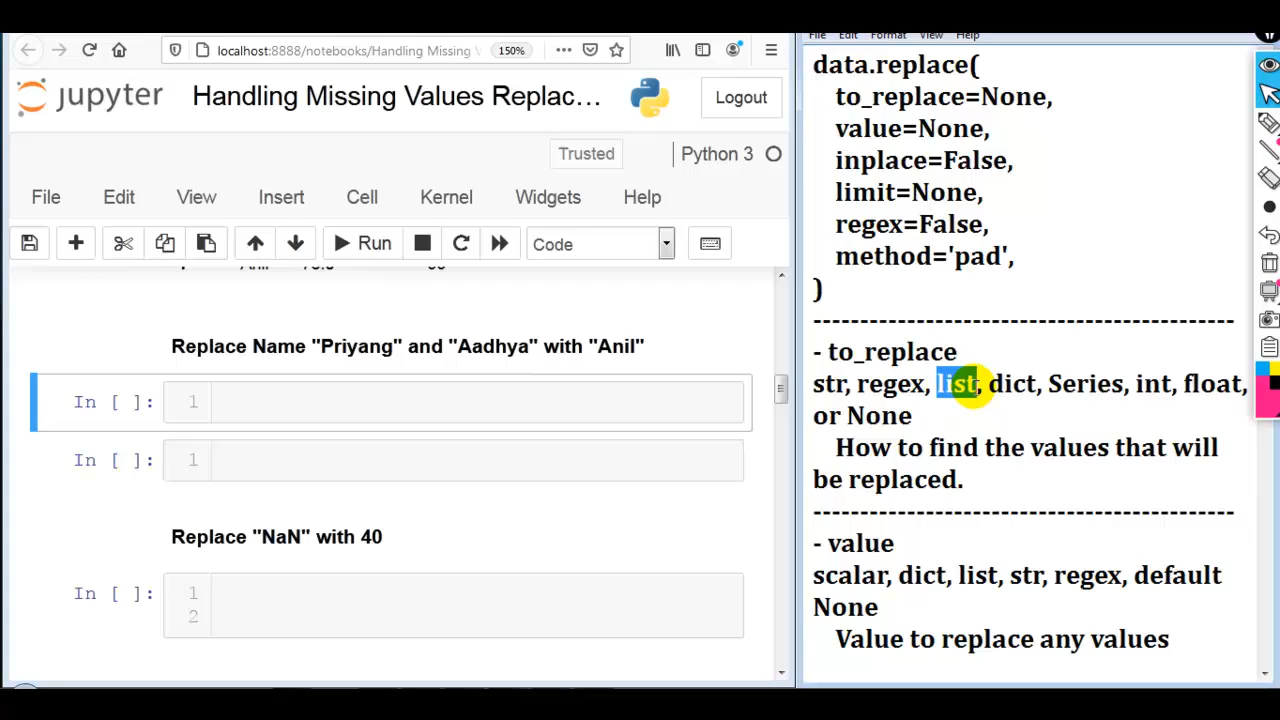 localhost:8888/notebooks/Handling Missing V
150%
jupyter
Handling Missing Values Replac...
Logout
Trusted
Python 3
File Edit View Insert Cell Kernel Widgets Help
Run
Code
Replace Name "Priyang" and "Aadhya" with "Anil"
In [ ]: 1
In [ ]: 1
Replace "NaN" with 40
In [ ]: 1
2
Edit Format View Help
data.replace(
to_replace=None,
value=None,
inplace=False,
limit=None,
regex=False,
method='pad',
)
---------------------------------------------
- to_replace
str, regex, list, dict, Series, int, float,
or None
How to find the values that will
be replaced.
---------------------------------------------
- value
scalar, dict, list, str, regex, default
None
Value to replace any values